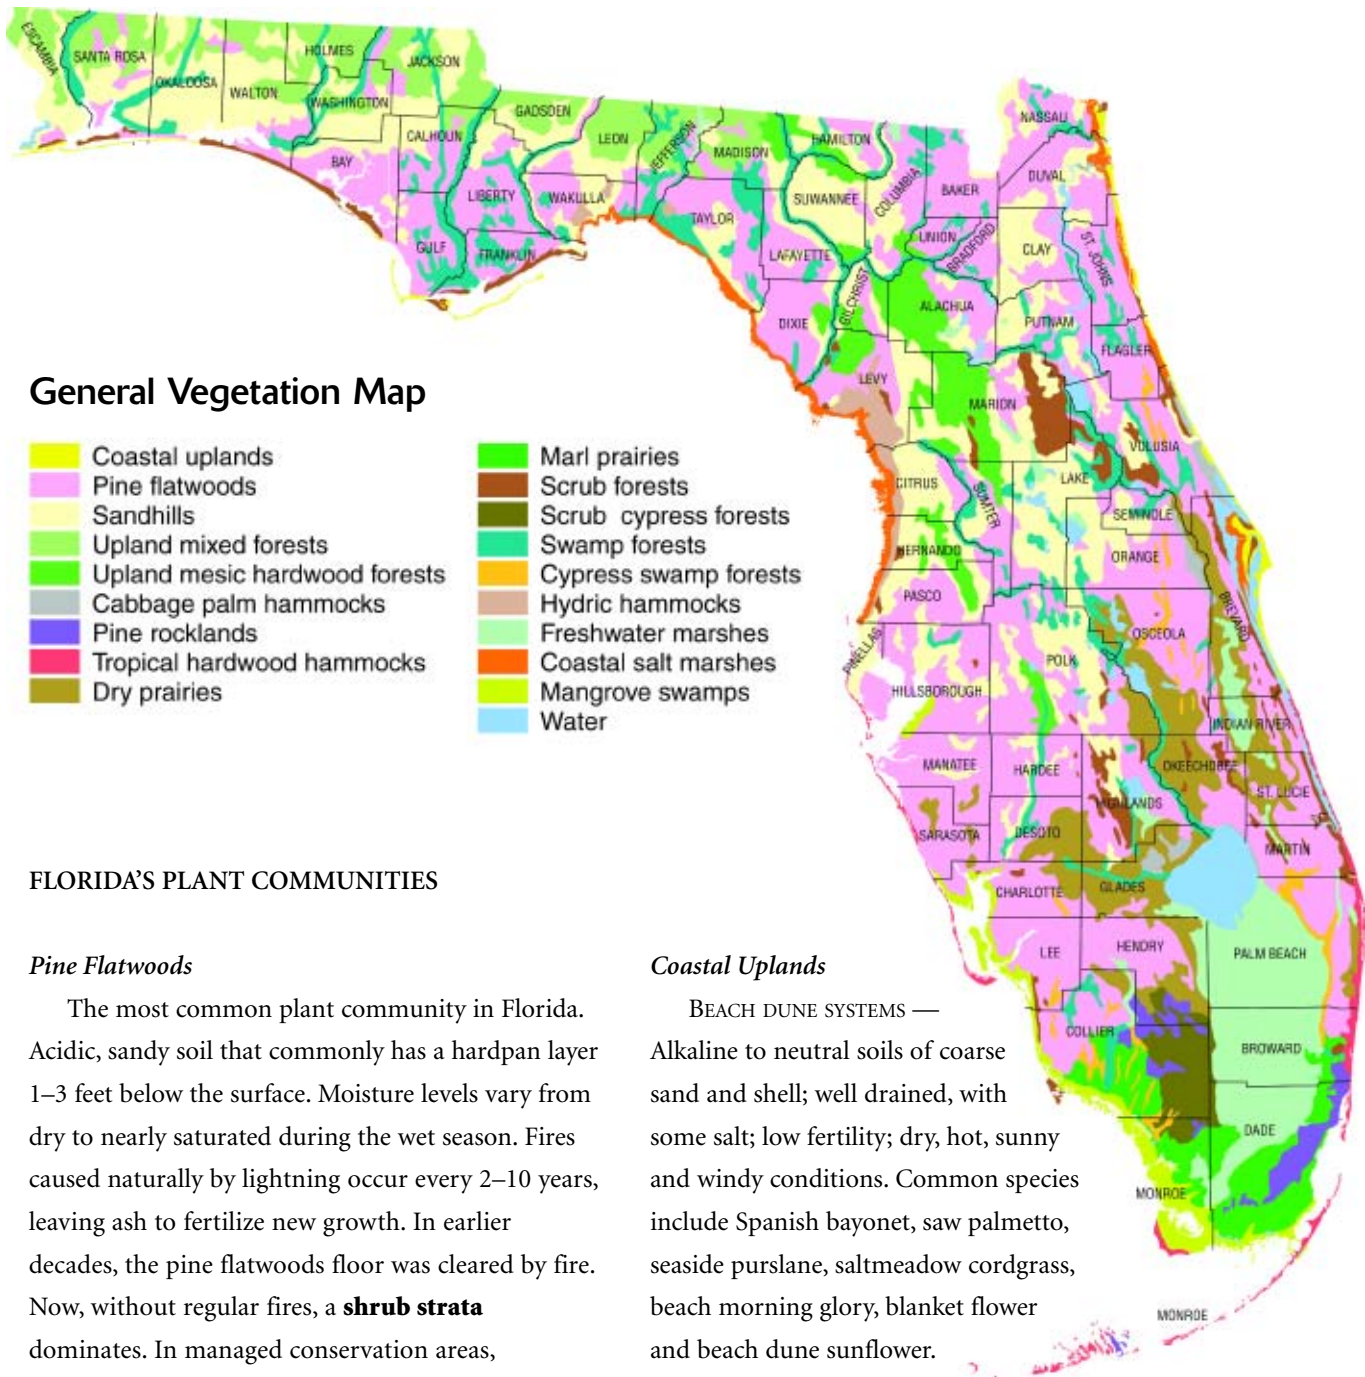 ESCAMBIA
SANTA ROSA
OKALOOSA
WALTON
HOLMES
WASHINGTON
JACKSON
BAY
CALHOUN
GULF
LIBERTY
GADSDEN
FRANKLIN
LEON
WAKULLA
JEFFERSON
MADISON
TAYLOR
HAMILTON
SUWANNEE
LAFAYETTE
DIXIE
COLUMBIA
GILCHRIST
BAKER
UNION
BRADFORD
ALACHUA
NASSAU
DUVAL
CLAY
ST. JOHNS
PUTNAM
FLAGLER
LEVY
MARION
VOLUSIA
CITRUS
SUMTER
LAKE
SEMINOLE
HERNANDO
ORANGE
PASCO
BREVARD
PINELLAS
HILLSBOROUGH
POLK
OSCEOLA
INDIAN RIVER
MANATEE
HARDEE
OKEECHOBEE
HIGHLANDS
ST. LUCIE
SARASOTA
DESOTO
MARTIN
CHARLOTTE
GLADES
LEE
HENDRY
PALM BEACH
COLLIER
BROWARD
DADE
MONROE
MONROE
General Vegetation Map
Coastal uplands
Pine flatwoods
Sandhills
Upland mixed forests
Upland mesic hardwood forests
Cabbage palm hammocks
Pine rocklands
Tropical hardwood hammocks
Dry prairies
Marl prairies
Scrub forests
Scrub cypress forests
Swamp forests
Cypress swamp forests
Hydric hammocks
Freshwater marshes
Coastal salt marshes
Mangrove swamps
Water
FLORIDA'S PLANT COMMUNITIES
Pine Flatwoods
The most common plant community in Florida.
Acidic, sandy soil that commonly has a hardpan layer
1–3 feet below the surface. Moisture levels vary from
dry to nearly saturated during the wet season. Fires
caused naturally by lightning occur every 2–10 years,
leaving ash to fertilize new growth. In earlier
decades, the pine flatwoods floor was cleared by fire.
Now, without regular fires, a shrub strata
dominates. In managed conservation areas,
Coastal Uplands
BEACH DUNE SYSTEMS —
Alkaline to neutral soils of coarse
sand and shell; well drained, with
some salt; low fertility; dry, hot, sunny
and windy conditions. Common species
include Spanish bayonet, saw palmetto,
seaside purslane, saltmeadow cordgrass,
beach morning glory, blanket flower
and beach dune sunflower.